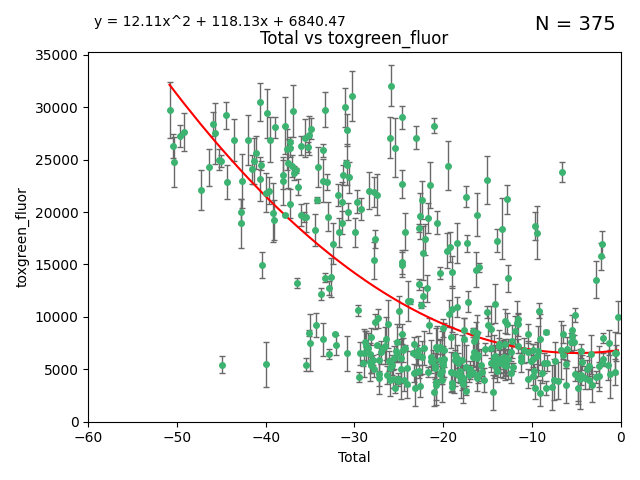 y = 12.11x^2 + 118.13x + 6840.47
N = 375
Total vs toxgreen_fluor
35000
30000
25000
20000
15000
10000
5000
0
toxgreen_fluor
−60 −50 −40 −30 −20 −10 0
Total